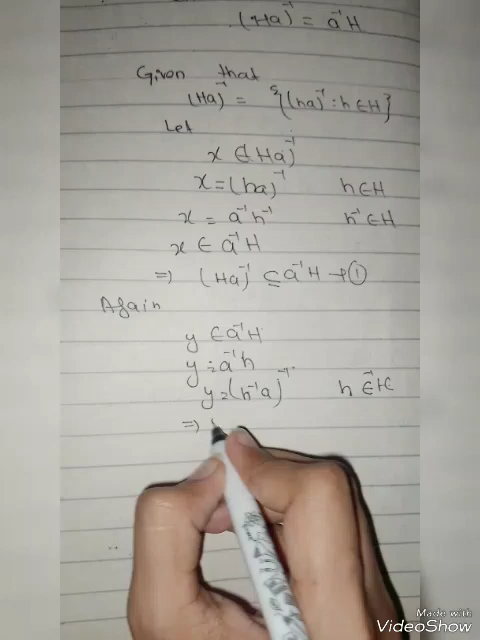 (Ha)⁻¹ = a⁻¹H
Given that
(Ha)⁻¹ = {(ha)⁻¹ : h ∈ H}
Let
x ∈ (Ha)⁻¹
x = (ha)⁻¹ h ∈ H
x = a⁻¹h⁻¹ h⁻¹ ∈ H
x ∈ a⁻¹H
⇒ (Ha)⁻¹ ⊆ a⁻¹H → ①
Again
y ∈ a⁻¹H
y = a⁻¹h
y = (h⁻¹a)⁻¹ h⁻¹ ∈ H
⇒
Made with
VideoShow